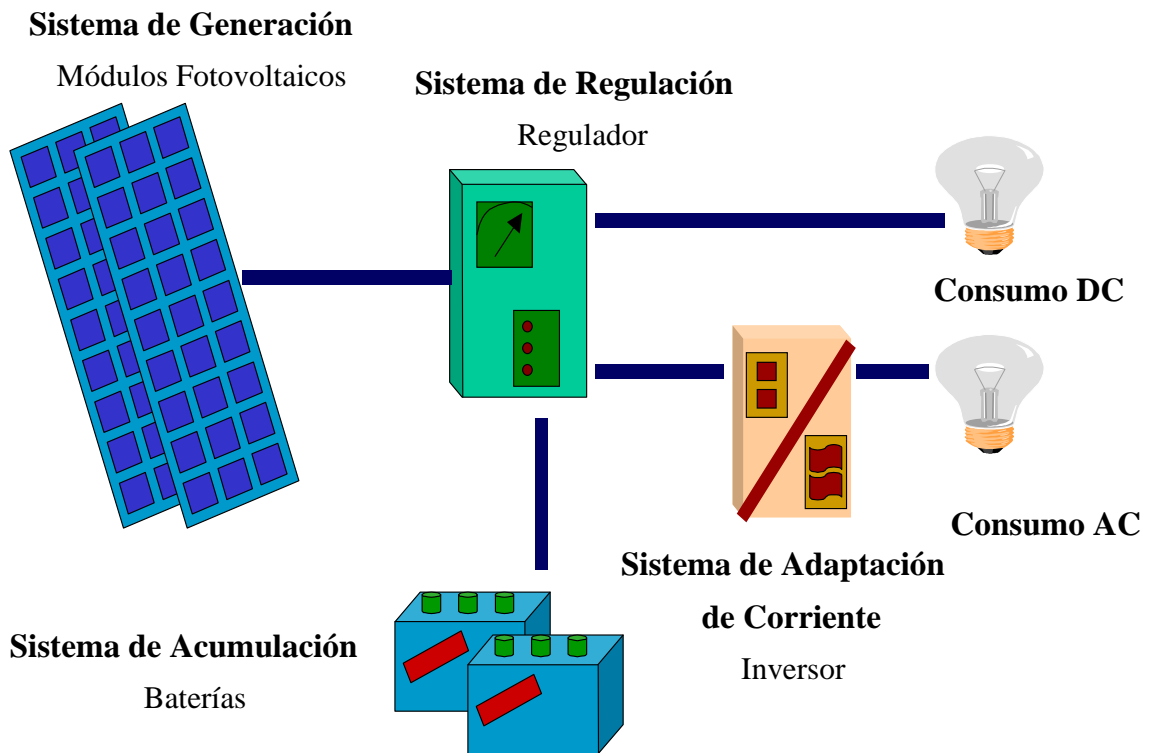 Sistema de Generación
Módulos Fotovoltaicos
Sistema de Regulación
Regulador
Consumo DC
Consumo AC
Sistema de Adaptación
de Corriente
Inversor
Sistema de Acumulación
Baterías